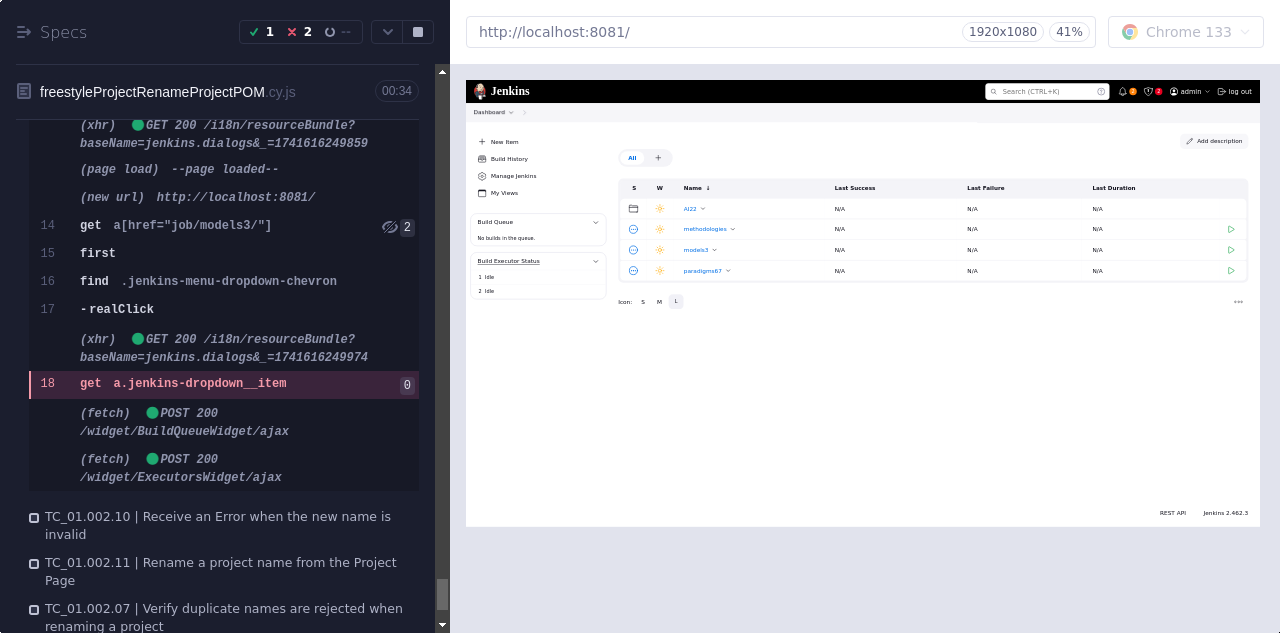 Specs
1
2
--
freestyleProjectRenameProjectPOM.cy.js
00:34
(xhr) GET 200 /i18n/resourceBundle?
baseName=jenkins.dialogs&_=1741616249859
(page load) --page loaded--
(new url) http://localhost:8081/
14 get a[href="job/models3/"] 2
15 first
16 find .jenkins-menu-dropdown-chevron
17 -realClick
(xhr) GET 200 /i18n/resourceBundle?
baseName=jenkins.dialogs&_=1741616249974
18 get a.jenkins-dropdown__item 0
(fetch) POST 200
/widget/BuildQueueWidget/ajax
(fetch) POST 200
/widget/ExecutorsWidget/ajax
TC_01.002.10 | Receive an Error when the new name is
invalid
TC_01.002.11 | Rename a project name from the Project
Page
TC_01.002.07 | Verify duplicate names are rejected when
renaming a project
http://localhost:8081/
1920x1080
41%
Chrome 133
Jenkins
Search (CTRL+K)
2
2
admin
log out
Dashboard
New Item
Build History
Manage Jenkins
My Views
Build Queue
No builds in the queue.
Build Executor Status
1 Idle
2 Idle
Add description
All
+
S W Name ↓ Last Success Last Failure Last Duration
AI22 N/A N/A N/A
methodologies N/A N/A N/A
models3 N/A N/A N/A
paradigms67 N/A N/A N/A
Icon: S M L
REST API
Jenkins 2.462.3